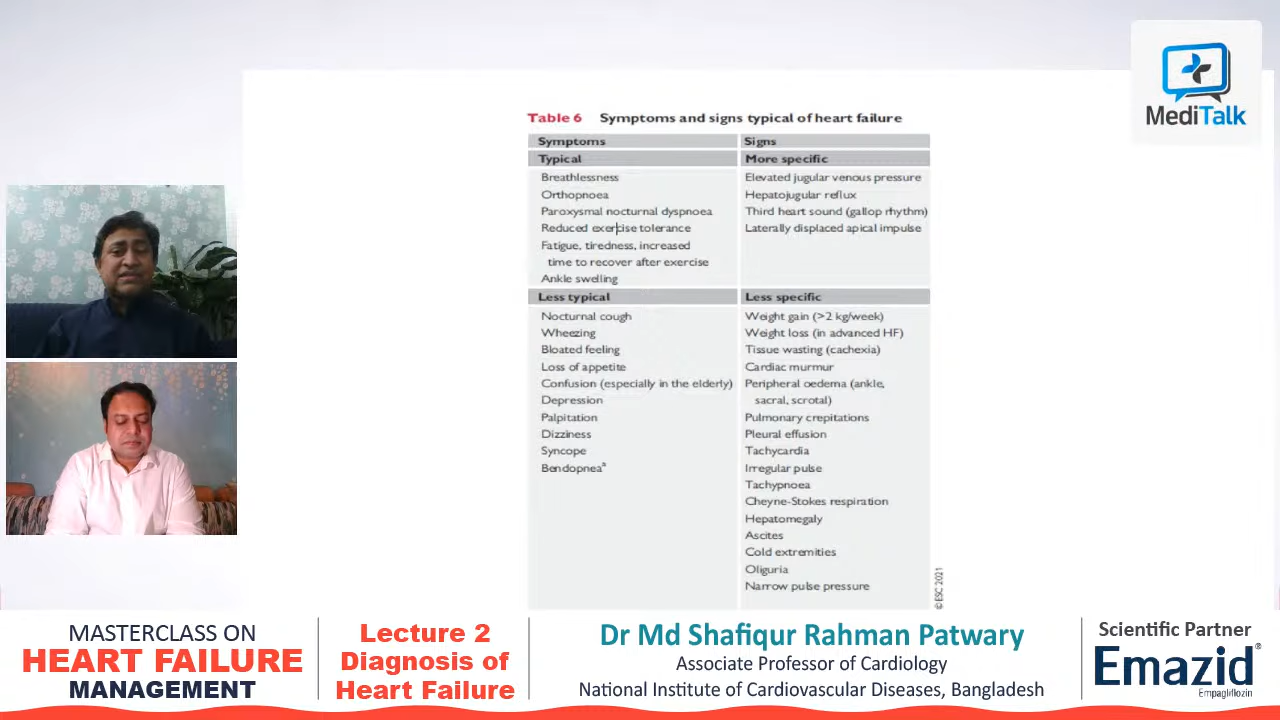 MediTalk
Table 6 Symptoms and signs typical of heart failure
Symptoms Signs
Typical More specific
Breathlessness Elevated jugular venous pressure
Orthopnoea Hepatojugular reflux
Paroxysmal nocturnal dyspnoea Third heart sound (gallop rhythm)
Reduced exercise tolerance Laterally displaced apical impulse
Fatigue, tiredness, increased
time to recover after exercise
Ankle swelling
Less typical Less specific
Nocturnal cough Weight gain (>2 kg/week)
Wheezing Weight loss (in advanced HF)
Bloated feeling Tissue wasting (cachexia)
Loss of appetite Cardiac murmur
Confusion (especially in the elderly) Peripheral oedema (ankle,
Depression sacral, scrotal)
Palpitation Pulmonary crepitations
Dizziness Pleural effusion
Syncope Tachycardia
Bendopneaᵃ Irregular pulse
Tachypnoea
Cheyne-Stokes respiration
Hepatomegaly
Ascites
Cold extremities
Oliguria
Narrow pulse pressure
© ESC 2021
MASTERCLASS ON
HEART FAILURE
MANAGEMENT
Lecture 2
Diagnosis of
Heart Failure
Dr Md Shafiqur Rahman Patwary
Associate Professor of Cardiology
National Institute of Cardiovascular Diseases, Bangladesh
Scientific Partner
Emazid®
Empagliflozin